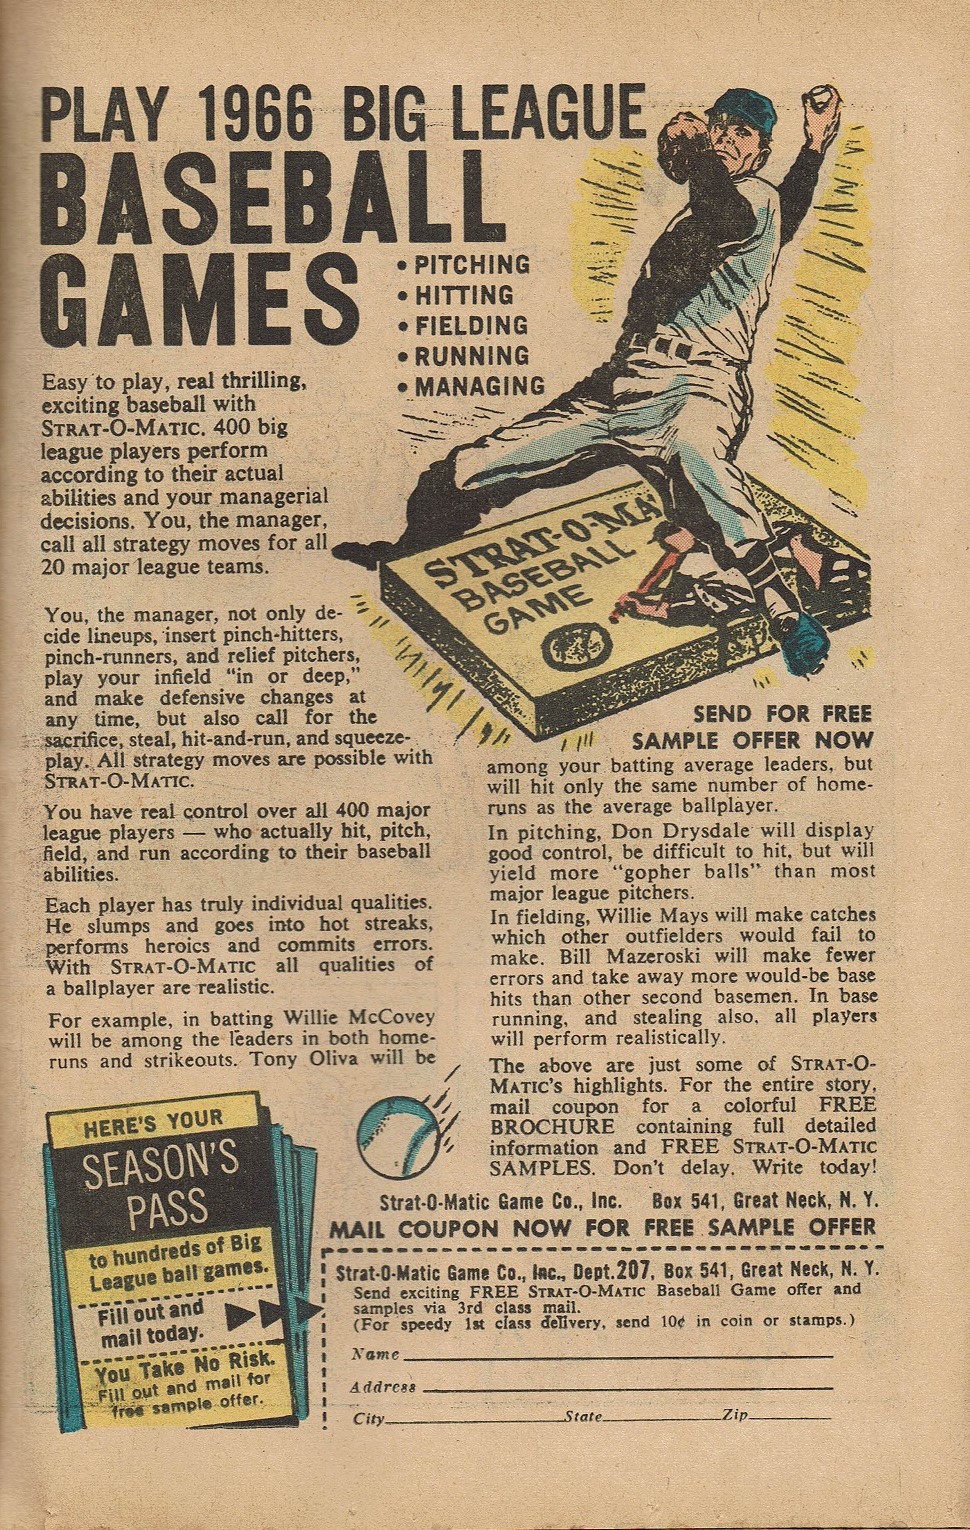 PLAY 1966 BIG LEAGUE
BASEBALL
GAMES
• PITCHING
• HITTING
• FIELDING
• RUNNING
• MANAGING
Easy to play, real thrilling,
exciting baseball with
STRAT-O-MATIC. 400 big
league players perform
according to their actual
abilities and your managerial
decisions. You, the manager,
call all strategy moves for all
20 major league teams.
STRAT-O-MA
BASEBALL
GAME
You, the manager, not only de-
cide lineups, insert pinch-hitters,
pinch-runners, and relief pitchers,
play your infield "in or deep,"
and make defensive changes at
any time, but also call for the
sacrifice, steal, hit-and-run, and squeeze-
play. All strategy moves are possible with
STRAT-O-MATIC.
You have real control over all 400 major
league players — who actually hit, pitch,
field, and run according to their baseball
abilities.
Each player has truly individual qualities.
He slumps and goes into hot streaks,
performs heroics and commits errors.
With STRAT-O-MATIC all qualities of
a ballplayer are realistic.
For example, in batting Willie McCovey
will be among the leaders in both home-
runs and strikeouts. Tony Oliva will be
SEND FOR FREE
SAMPLE OFFER NOW
among your batting average leaders, but
will hit only the same number of home-
runs as the average ballplayer.
In pitching, Don Drysdale will display
good control, be difficult to hit, but will
yield more "gopher balls" than most
major league pitchers.
In fielding, Willie Mays will make catches
which other outfielders would fail to
make. Bill Mazeroski will make fewer
errors and take away more would-be base
hits than other second basemen. In base
running, and stealing also, all players
will perform realistically.
The above are just some of STRAT-O-
MATIC'S highlights. For the entire story,
mail coupon for a colorful FREE
BROCHURE containing full detailed
information and FREE STRAT-O-MATIC
SAMPLES. Don't delay. Write today!
Strat-O-Matic Game Co., Inc. Box 541, Great Neck, N. Y.
MAIL COUPON NOW FOR FREE SAMPLE OFFER
HERE'S YOUR
SEASON'S
PASS
to hundreds of Big
League ball games.
Fill out and
mail today.
You Take No Risk.
Fill out and mail for
free sample offer.
Strat-O-Matic Game Co., Inc., Dept. 207, Box 541, Great Neck, N. Y.
Send exciting FREE STRAT-O-MATIC Baseball Game offer and
samples via 3rd class mail.
(For speedy 1st class delivery, send 10¢ in coin or stamps.)
Name
Address
City State Zip